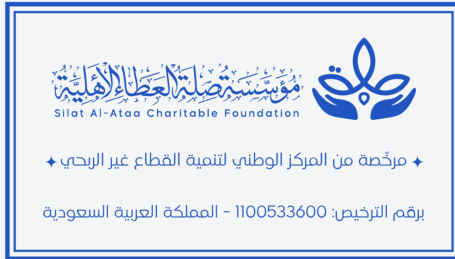 مؤسسة صلة العطاء الأهلية
Silat Al-Ataa Charitable Foundation
مرخّصة من المركز الوطني لتنمية القطاع غير الربحي
برقم الترخيص: 1100533600 - المملكة العربية السعودية